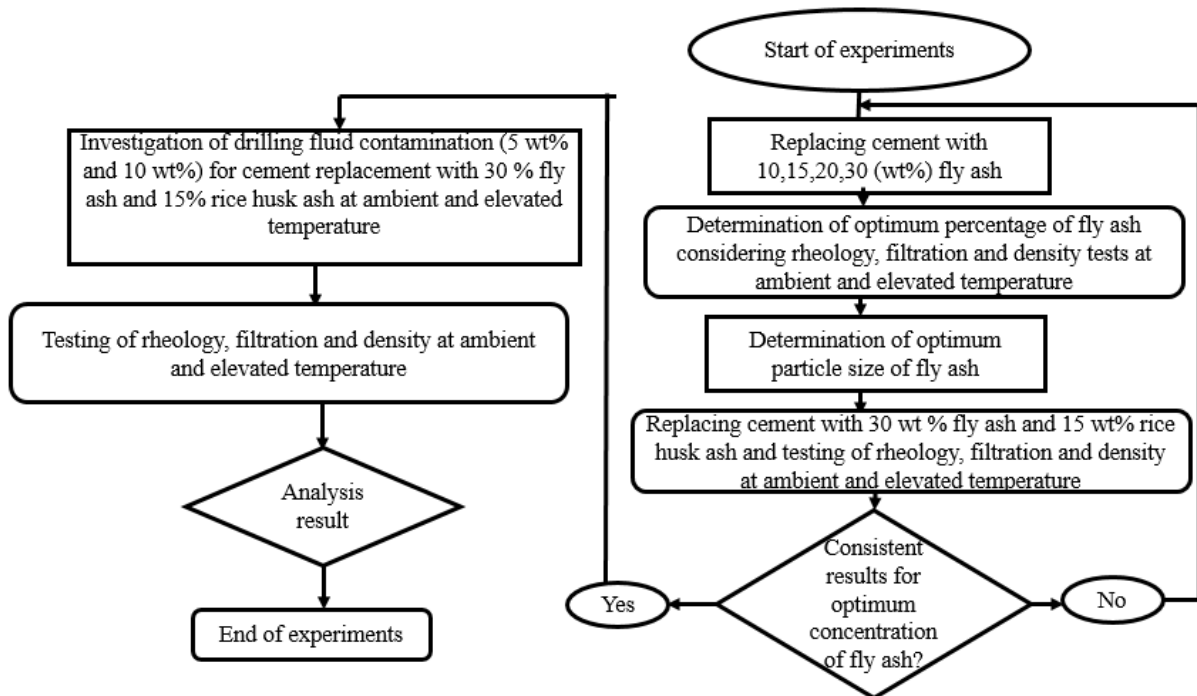 Start of experiments
Replacing cement with
10,15,20,30 (wt%) fly ash
Determination of optimum percentage of fly ash
considering rheology, filtration and density tests at
ambient and elevated temperature
Determination of optimum
particle size of fly ash
Replacing cement with 30 wt % fly ash and 15 wt% rice
husk ash and testing of rheology, filtration and density
at ambient and elevated temperature
Consistent
results for
optimum
concentration
of fly ash?
No
Yes
Investigation of drilling fluid contamination (5 wt%
and 10 wt%) for cement replacement with 30 % fly
ash and 15% rice husk ash at ambient and elevated
temperature
Testing of rheology, filtration and density at ambient
and elevated temperature
Analysis
result
End of experiments